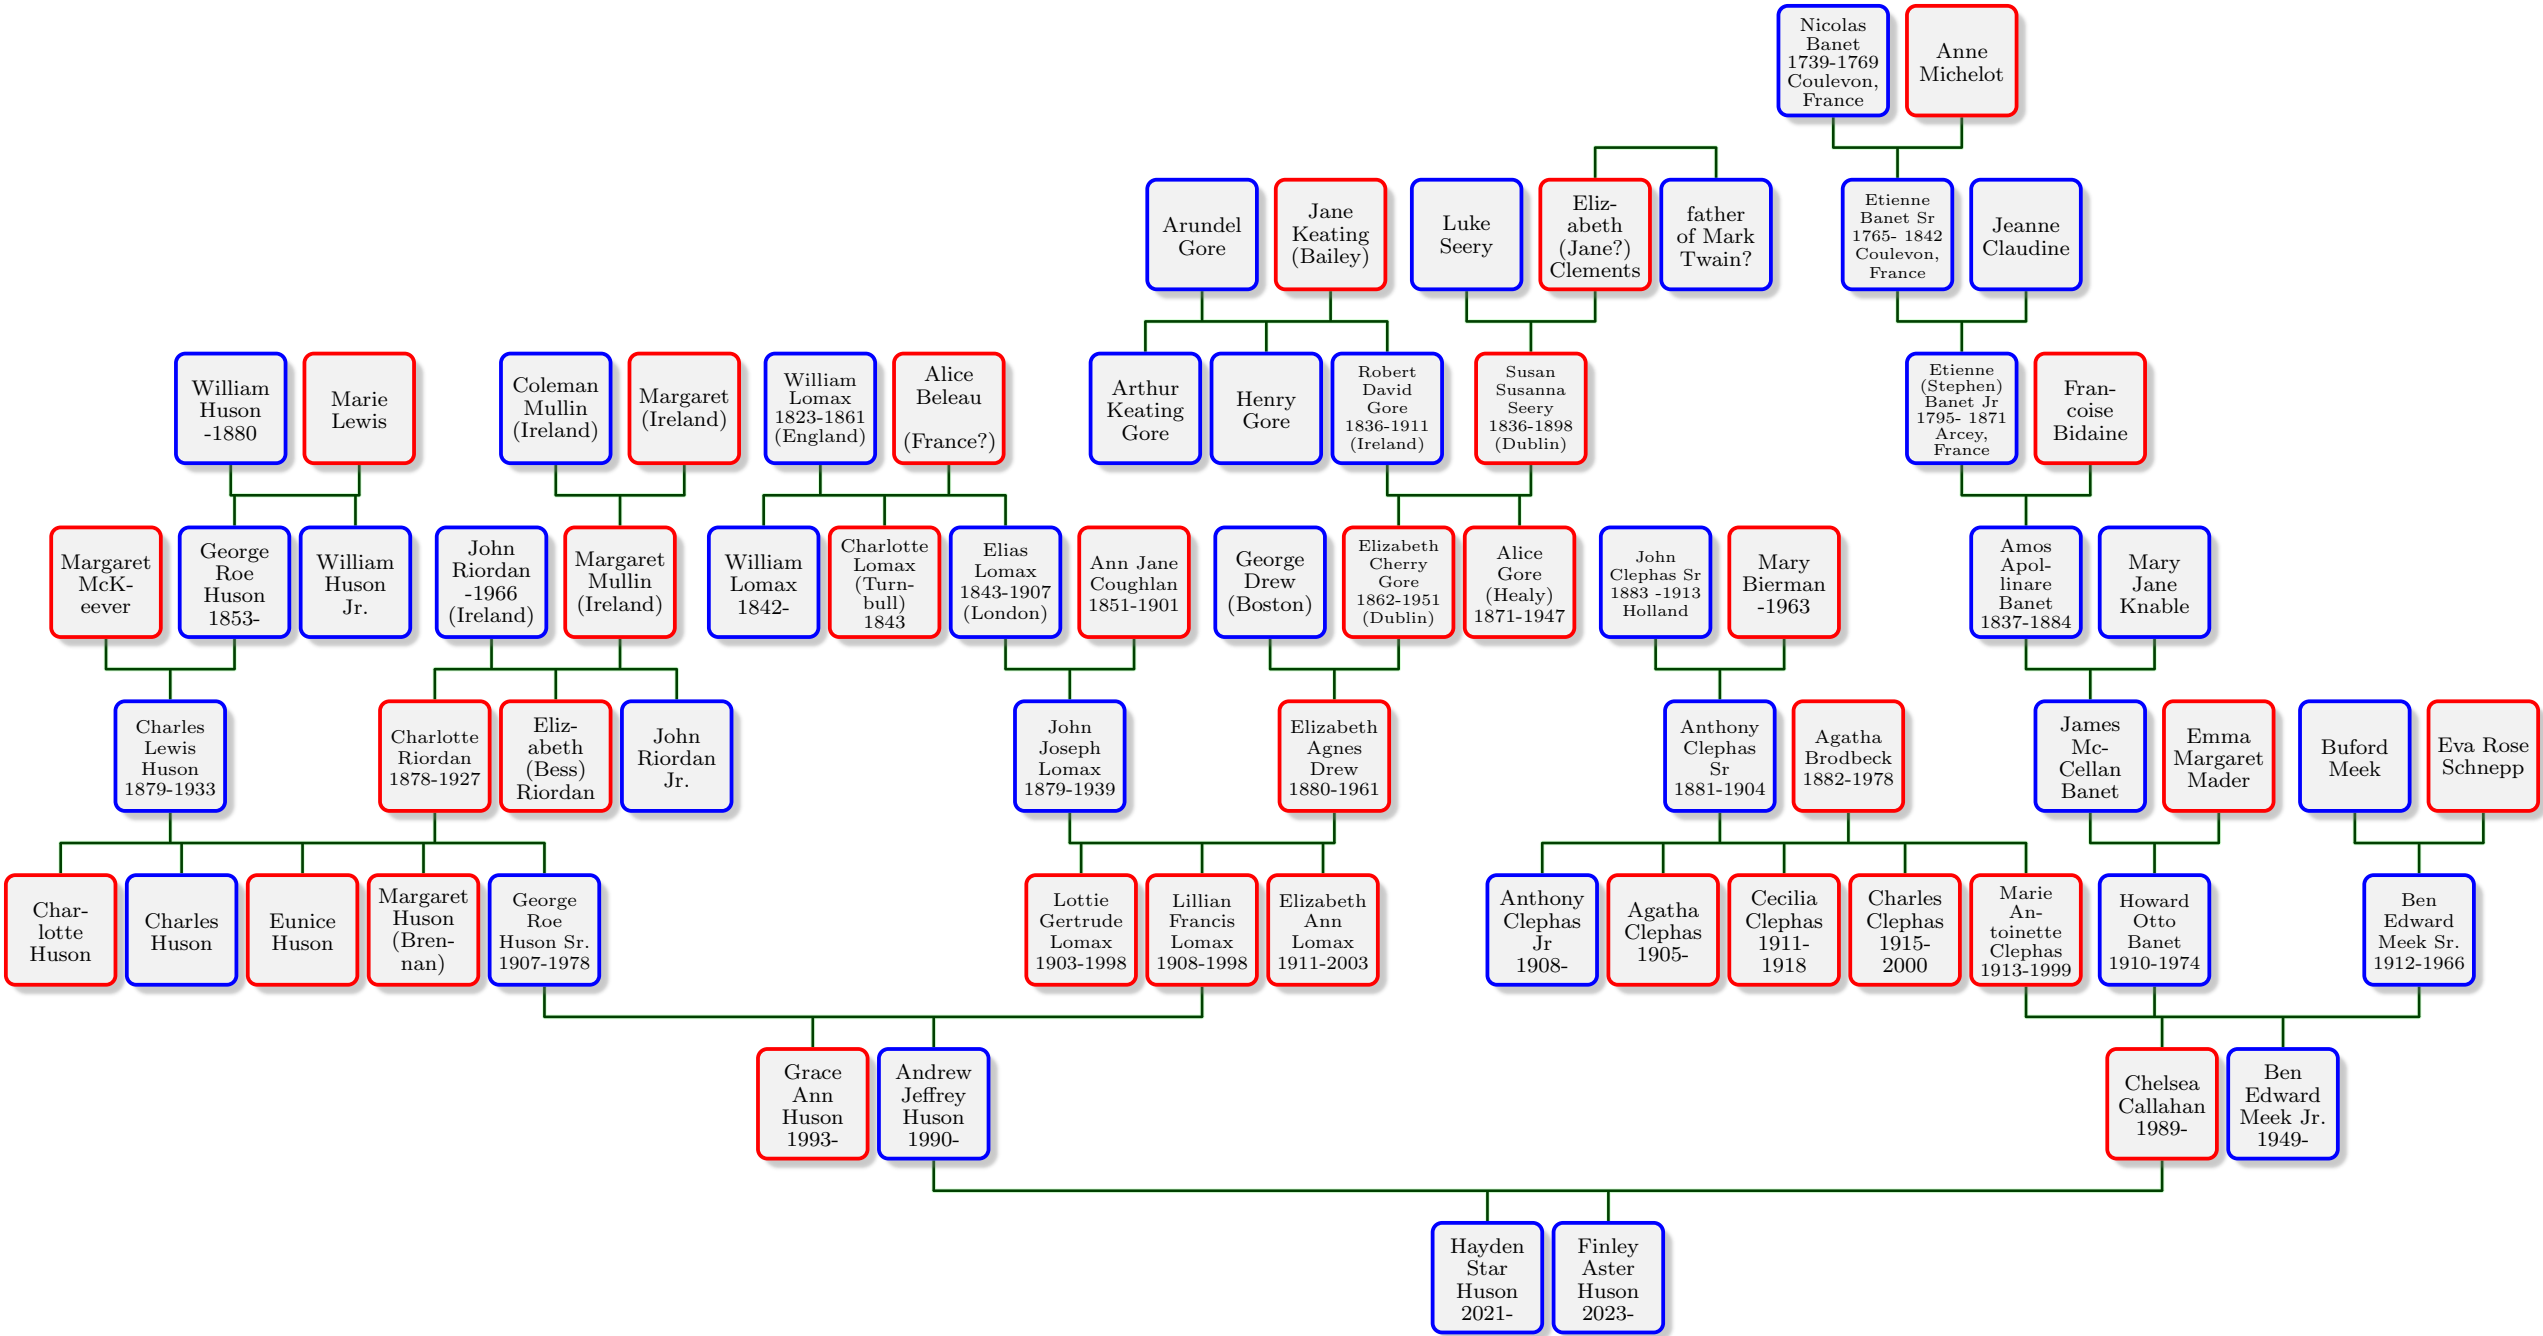 Nicolas
Banet
1739-1769
Coulevon,
France
Anne
Michelot
Arundel
Gore
Jane
Keating
(Bailey)
Luke
Seery
Eliz-
abeth
(Jane?)
Clements
father
of Mark
Twain?
Etienne
Banet Sr
1765- 1842
Coulevon,
France
Jeanne
Claudine
William
Huson
-1880
Marie
Lewis
Coleman
Mullin
(Ireland)
Margaret
(Ireland)
William
Lomax
1823-1861
(England)
Alice
Beleau
(France?)
Arthur
Keating
Gore
Henry
Gore
Robert
David
Gore
1836-1911
(Ireland)
Susan
Susanna
Seery
1836-1898
(Dublin)
Etienne
(Stephen)
Banet Jr
1795- 1871
Arcey,
France
Fran-
coise
Bidaine
Margaret
McK-
eever
George
Roe
Huson
1853-
William
Huson
Jr.
John
Riordan
-1966
(Ireland)
Margaret
Mullin
(Ireland)
William
Lomax
1842-
Charlotte
Lomax
(Turn-
bull)
1843
Elias
Lomax
1843-1907
(London)
Ann Jane
Coughlan
1851-1901
George
Drew
(Boston)
Elizabeth
Cherry
Gore
1862-1951
(Dublin)
Alice
Gore
(Healy)
1871-1947
John
Clephas Sr
1883 -1913
Holland
Mary
Bierman
-1963
Amos
Apol-
linare
Banet
1837-1884
Mary
Jane
Knable
Charles
Lewis
Huson
1879-1933
Charlotte
Riordan
1878-1927
Eliz-
abeth
(Bess)
Riordan
John
Riordan
Jr.
John
Joseph
Lomax
1879-1939
Elizabeth
Agnes
Drew
1880-1961
Anthony
Clephas
Sr
1881-1904
Agatha
Brodbeck
1882-1978
James
Mc-
Cellan
Banet
Emma
Margaret
Mader
Buford
Meek
Eva Rose
Schnepp
Char-
lotte
Huson
Charles
Huson
Eunice
Huson
Margaret
Huson
(Bren-
nan)
George
Roe
Huson Sr.
1907-1978
Lottie
Gertrude
Lomax
1903-1998
Lillian
Francis
Lomax
1908-1998
Elizabeth
Ann
Lomax
1911-2003
Anthony
Clephas
Jr
1908-
Agatha
Clephas
1905-
Cecilia
Clephas
1911-
1918
Charles
Clephas
1915-
2000
Marie
An-
toinette
Clephas
1913-1999
Howard
Otto
Banet
1910-1974
Ben
Edward
Meek Sr.
1912-1966
Grace
Ann
Huson
1993-
Andrew
Jeffrey
Huson
1990-
Chelsea
Callahan
1989-
Ben
Edward
Meek Jr.
1949-
Hayden
Star
Huson
2021-
Finley
Aster
Huson
2023-